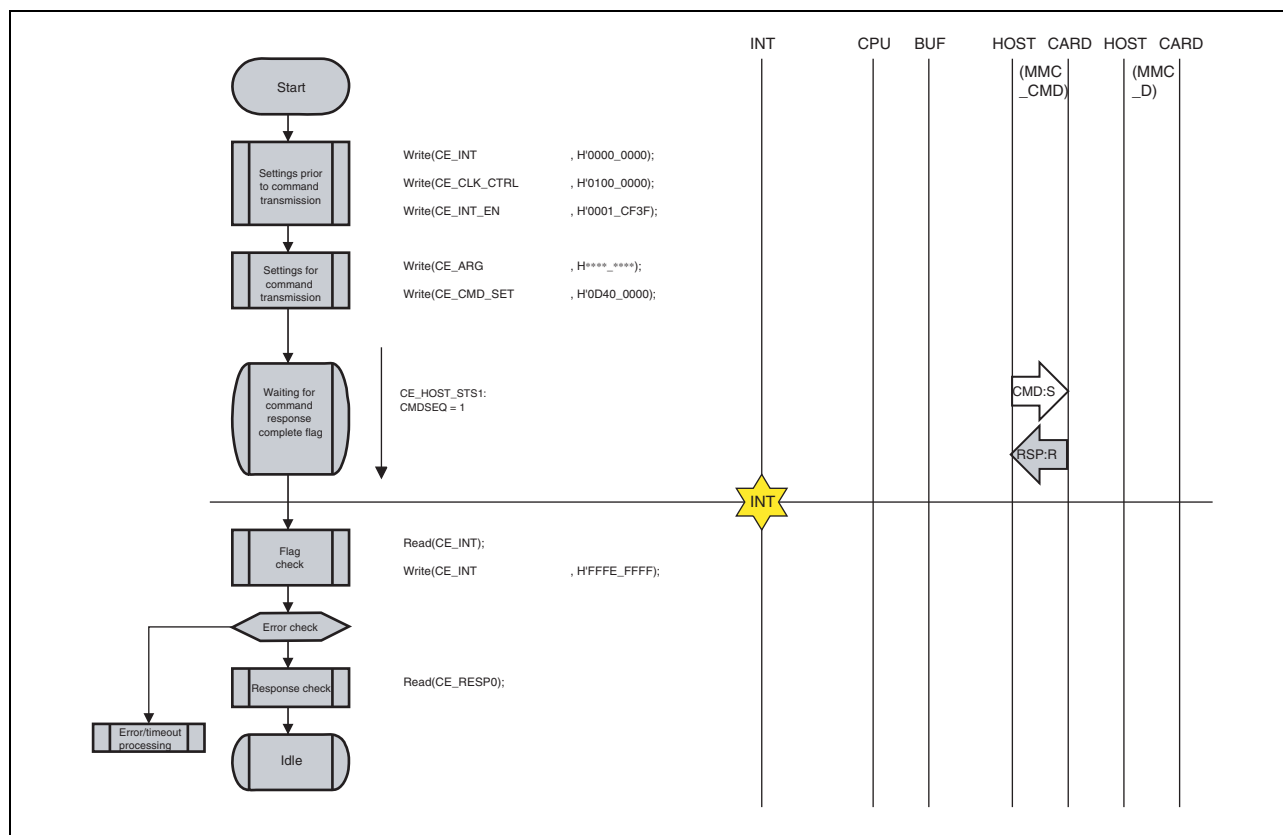 INT CPU BUF HOST CARD HOST CARD
(MMC
_CMD)
(MMC
_D)
Start
Settings prior
to command
transmission
Write(CE_INT , H'0000_0000);
Write(CE_CLK_CTRL , H'0100_0000);
Write(CE_INT_EN , H'0001_CF3F);
Settings for
command
transmission
Write(CE_ARG , H****_****);
Write(CE_CMD_SET , H'0D40_0000);
Waiting for
command
response
complete flag
CE_HOST_STS1:
CMDSEQ = 1
CMD:S
RSP:R
INT
Flag
check
Read(CE_INT);
Write(CE_INT , H'FFFE_FFFF);
Error check
Response check
Read(CE_RESP0);
Error/timeout
processing
Idle